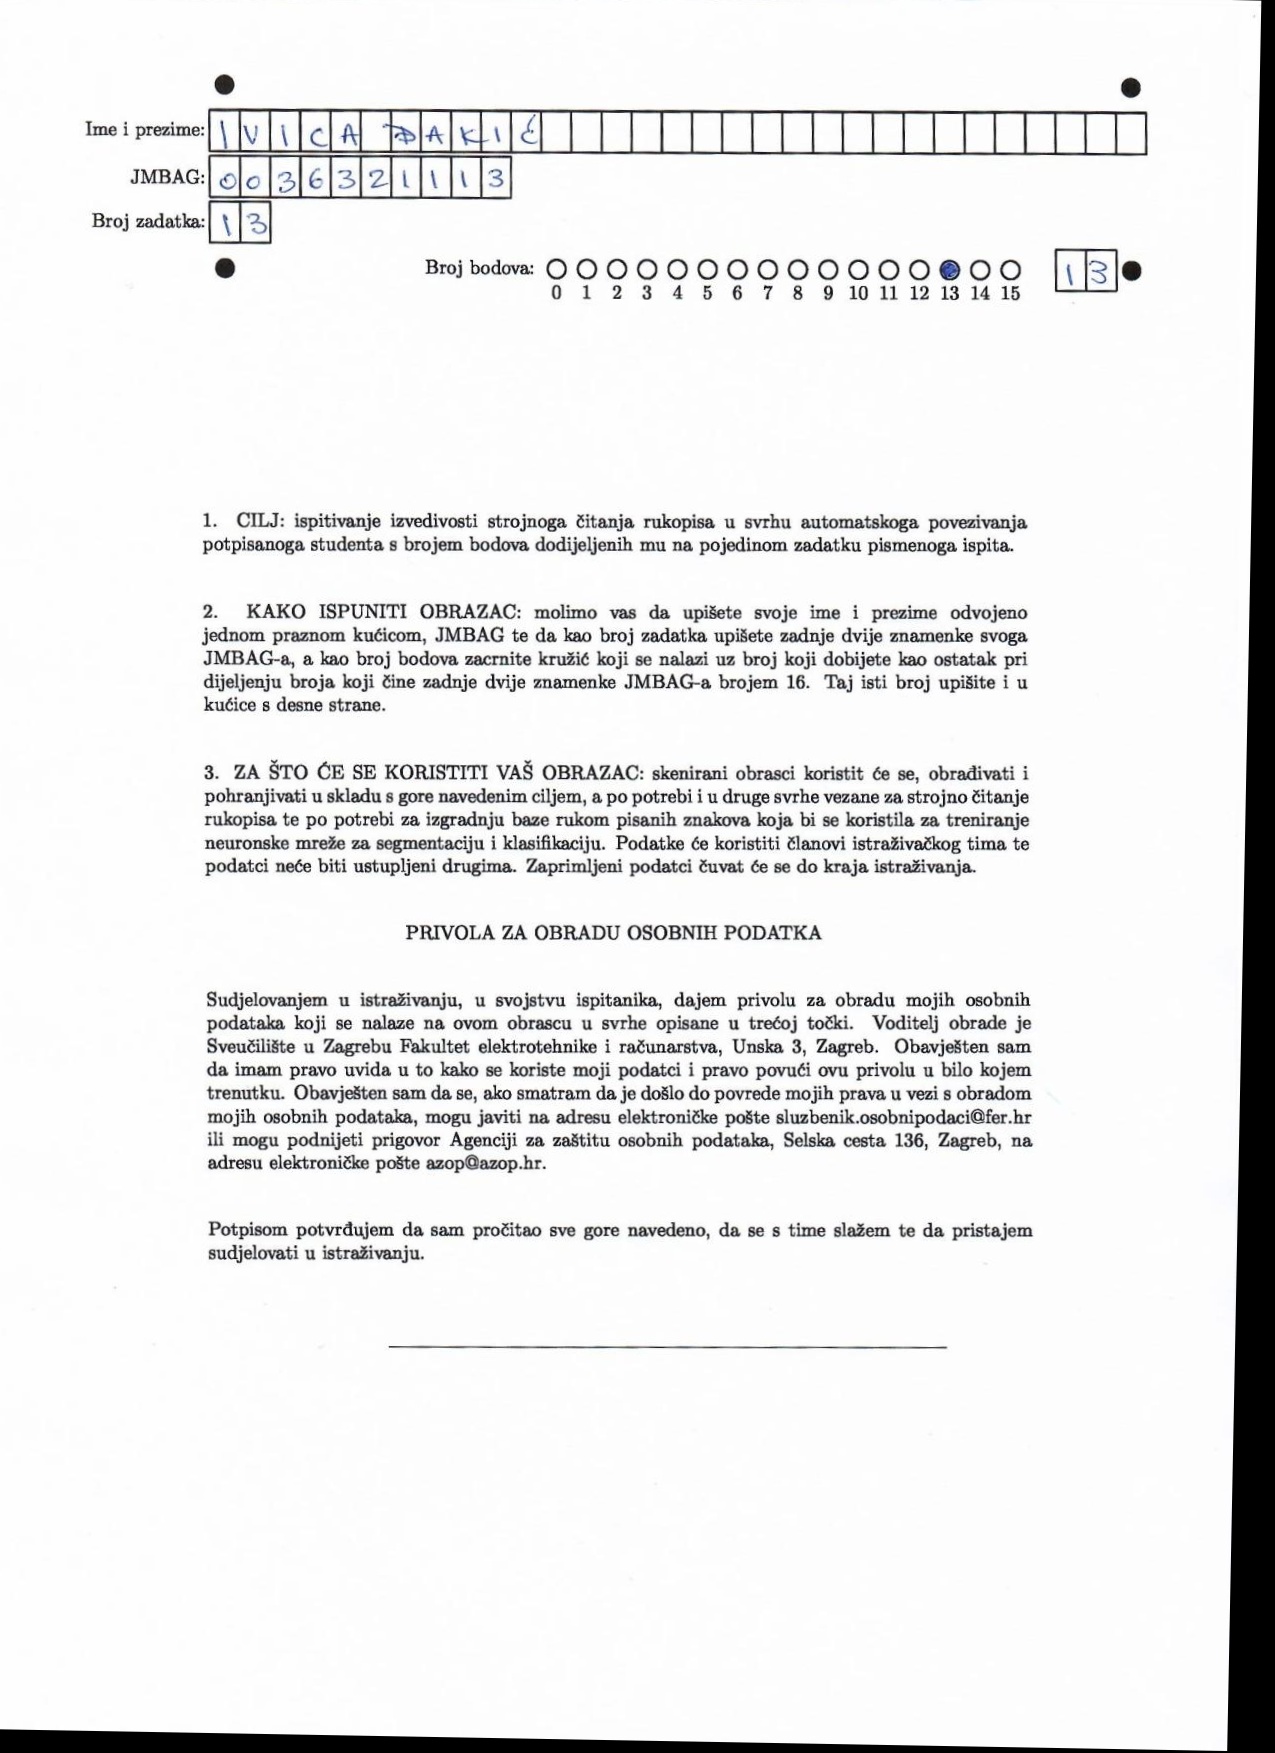 Ime i prezime: IVICA ĐAKIĆ
JMBAG: 0036321113
Broj zadatka: 13
Broj bodova: 13
0 1 2 3 4 5 6 7 8 9 10 11 12 13 14 15
1. CILJ: ispitivanje izvedivosti strojnoga čitanja rukopisa u svrhu automatskoga povezivanja
potpisanoga studenta s brojem bodova dodijeljenih mu na pojedinom zadatku pismenoga ispita.
2. KAKO ISPUNITI OBRAZAC: molimo vas da upišete svoje ime i prezime odvojeno
jednom praznom kućicom, JMBAG te da kao broj zadatka upišete zadnje dvije znamenke svoga
JMBAG-a, a kao broj bodova zacrnite kružić koji se nalazi uz broj koji dobijete kao ostatak pri
dijeljenju broja koji čine zadnje dvije znamenke JMBAG-a brojem 16. Taj isti broj upišite i u
kućice s desne strane.
3. ZA ŠTO ĆE SE KORISTITI VAŠ OBRAZAC: skenirani obrasci koristit će se, obrađivati i
pohranjivati u skladu s gore navedenim ciljem, a po potrebi i u druge svrhe vezane za strojno čitanje
rukopisa te po potrebi za izgradnju baze rukom pisanih znakova koja bi se koristila za treniranje
neuronske mreže za segmentaciju i klasifikaciju. Podatke će koristiti članovi istraživačkog tima te
podatci neće biti ustupljeni drugima. Zaprimljeni podatci čuvat će se do kraja istraživanja.
PRIVOLA ZA OBRADU OSOBNIH PODATKA
Sudjelovanjem u istraživanju, u svojstvu ispitanika, dajem privolu za obradu mojih osobnih
podataka koji se nalaze na ovom obrascu u svrhe opisane u trećoj točki. Voditelj obrade je
Sveučilište u Zagrebu Fakultet elektrotehnike i računarstva, Unska 3, Zagreb. Obavješten sam
da imam pravo uvida u to kako se koriste moji podatci i pravo povući ovu privolu u bilo kojem
trenutku. Obavješten sam da se, ako smatram da je došlo do povrede mojih prava u vezi s obradom
mojih osobnih podataka, mogu javiti na adresu elektroničke pošte sluzbenik.osobnipodaci@fer.hr
ili mogu podnijeti prigovor Agenciji za zaštitu osobnih podataka, Selska cesta 136, Zagreb, na
adresu elektroničke pošte azop@azop.hr.
Potpisom potvrđujem da sam pročitao sve gore navedeno, da se s time slažem te da pristajem
sudjelovati u istraživanju.